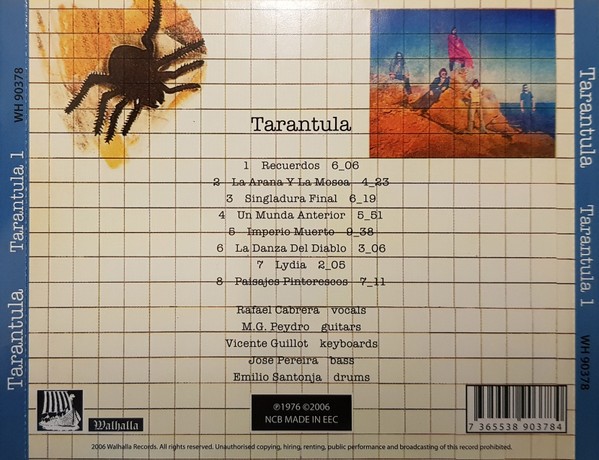 Tarantula
1 Recuerdos 6_06
2 La Arana Y La Mosca 4_23
3 Singladura Final 6_19
4 Un Munda Anterior 5_51
5 Imperio Muerto 9_38
6 La Danza Del Diablo 3_06
7 Lydia 2_05
8 Paisajes Pintorescos 7_11
Rafael Cabrera vocals
M.G. Peydro guitars
Vicente Guillot keyboards
Jose Pereira bass
Emilio Santonja drums
Walhalla
℗1976 ©2006
NCB MADE IN EEC
7 365538 903784
2006 Walhalla Records. All rights reserved. Unauthorised copying, hiring, renting, public performance and broadcasting of this record prohibited.
Tarantula Tarantula 1 WH 90378
Tarantula Tarantula 1 WH 90378